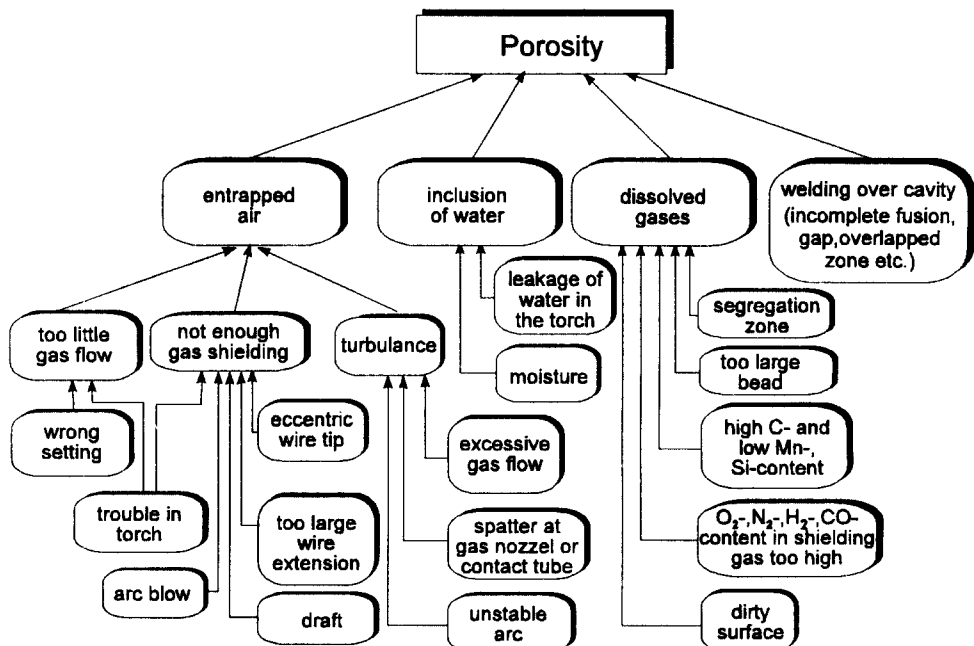 Porosity
entrapped
air
inclusion
of water
dissolved
gases
welding over cavity
(incomplete fusion,
gap,overlapped
zone etc.)
too little
gas flow
not enough
gas shielding
turbulance
leakage of
water in
the torch
moisture
segregation
zone
too large
bead
high C- and
low Mn-,
Si-content
O₂-,N₂-,H₂-,CO-
content in shielding
gas too high
dirty
surface
wrong
setting
trouble in
torch
arc blow
eccentric
wire tip
too large
wire
extension
draft
excessive
gas flow
spatter at
gas nozzel or
contact tube
unstable
arc